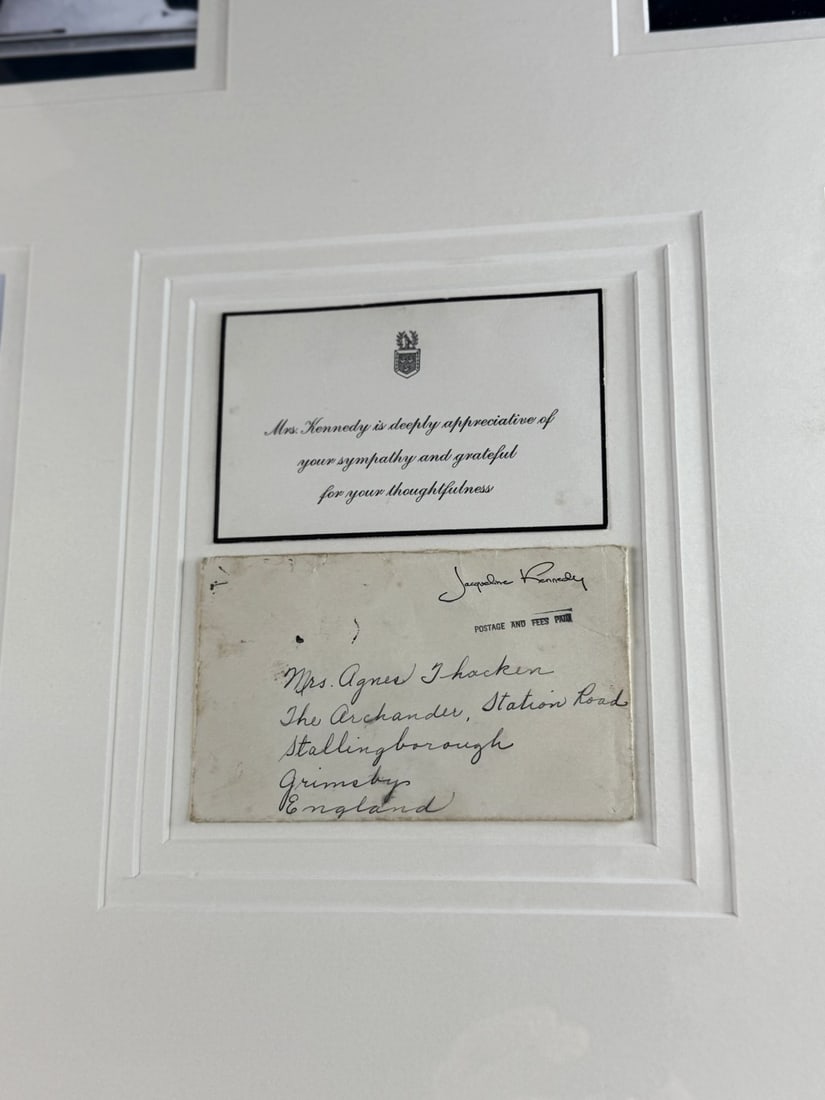 Mrs. Kennedy is deeply appreciative of
your sympathy and grateful
for your thoughtfulness
Jacqueline Kennedy
POSTAGE AND FEES PAID
Mrs. Agnes Thacken
The Archander, Station Road
Stallingborough
Grimsby
England